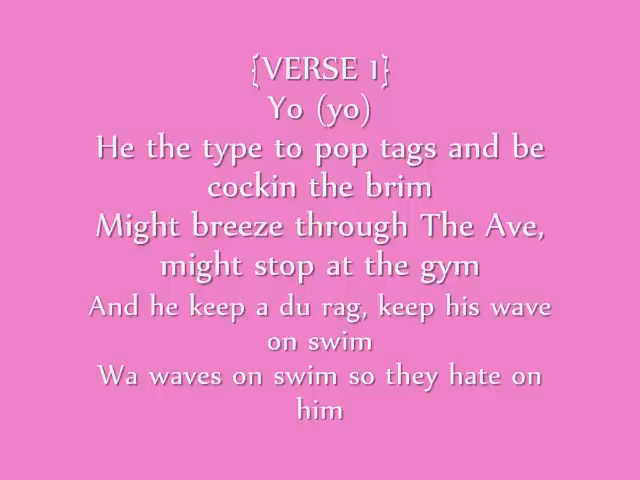 {VERSE 1}
Yo (yo)
He the type to pop tags and be
cockin the brim
Might breeze through The Ave,
might stop at the gym
And he keep a du rag, keep his wave
on swim
Wa waves on swim so they hate on
him